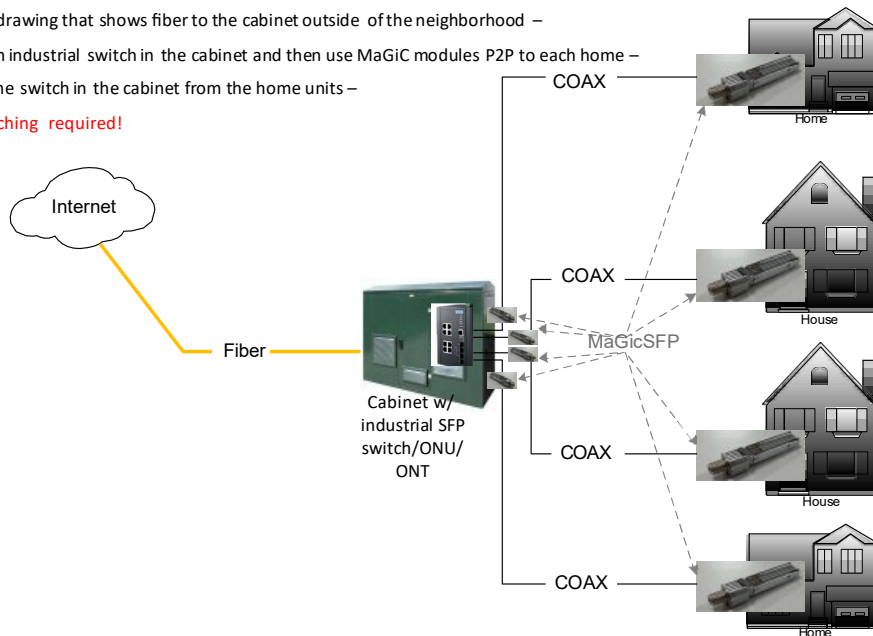 drawing that shows fiber to the cabinet outside of the neighborhood –
industrial switch in the cabinet and then use MaGiC modules P2P to each home –
switch in the cabinet from the home units –
required!
COAX
Home
Internet
COAX
House
MaGicSFP
Fiber
Cabinet w/
industrial SFP
switch/ONU/
ONT
COAX
House
COAX
Home